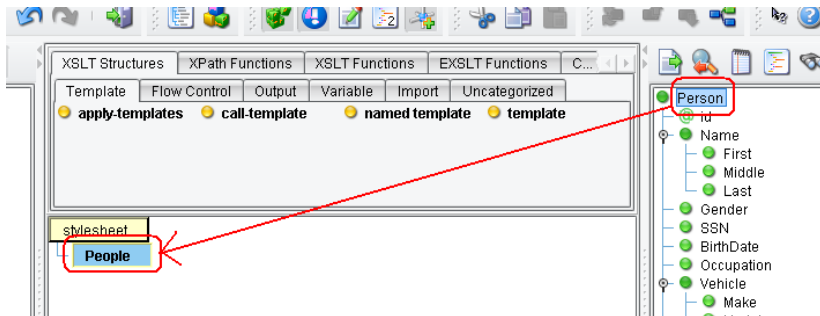 XSLT Structures XPath Functions XSLT Functions EXSLT Functions C...
Template Flow Control Output Variable Import Uncategorized
apply-templates call-template named template template
stylesheet
People
Person
@ id
Name
First
Middle
Last
Gender
SSN
BirthDate
Occupation
Vehicle
Make